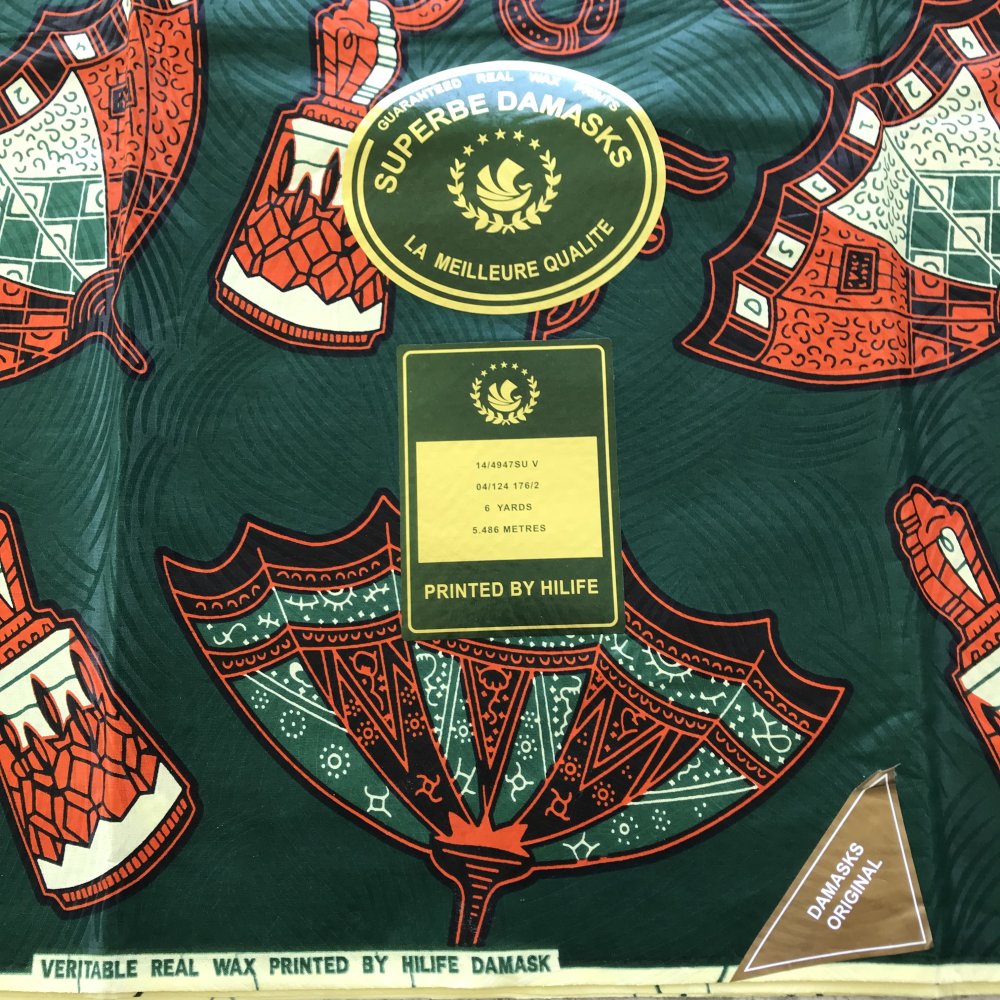 GUARANTEED REAL WAX PRINTS
SUPERBE DAMASKS
LA MEILLEURE QUALITE
14/4947SU V
04/124 176/2
6 YARDS
5.486 METRES
PRINTED BY HILIFE
DAMASKS
ORIGINAL
VERITABLE REAL WAX PRINTED BY HILIFE DAMASK